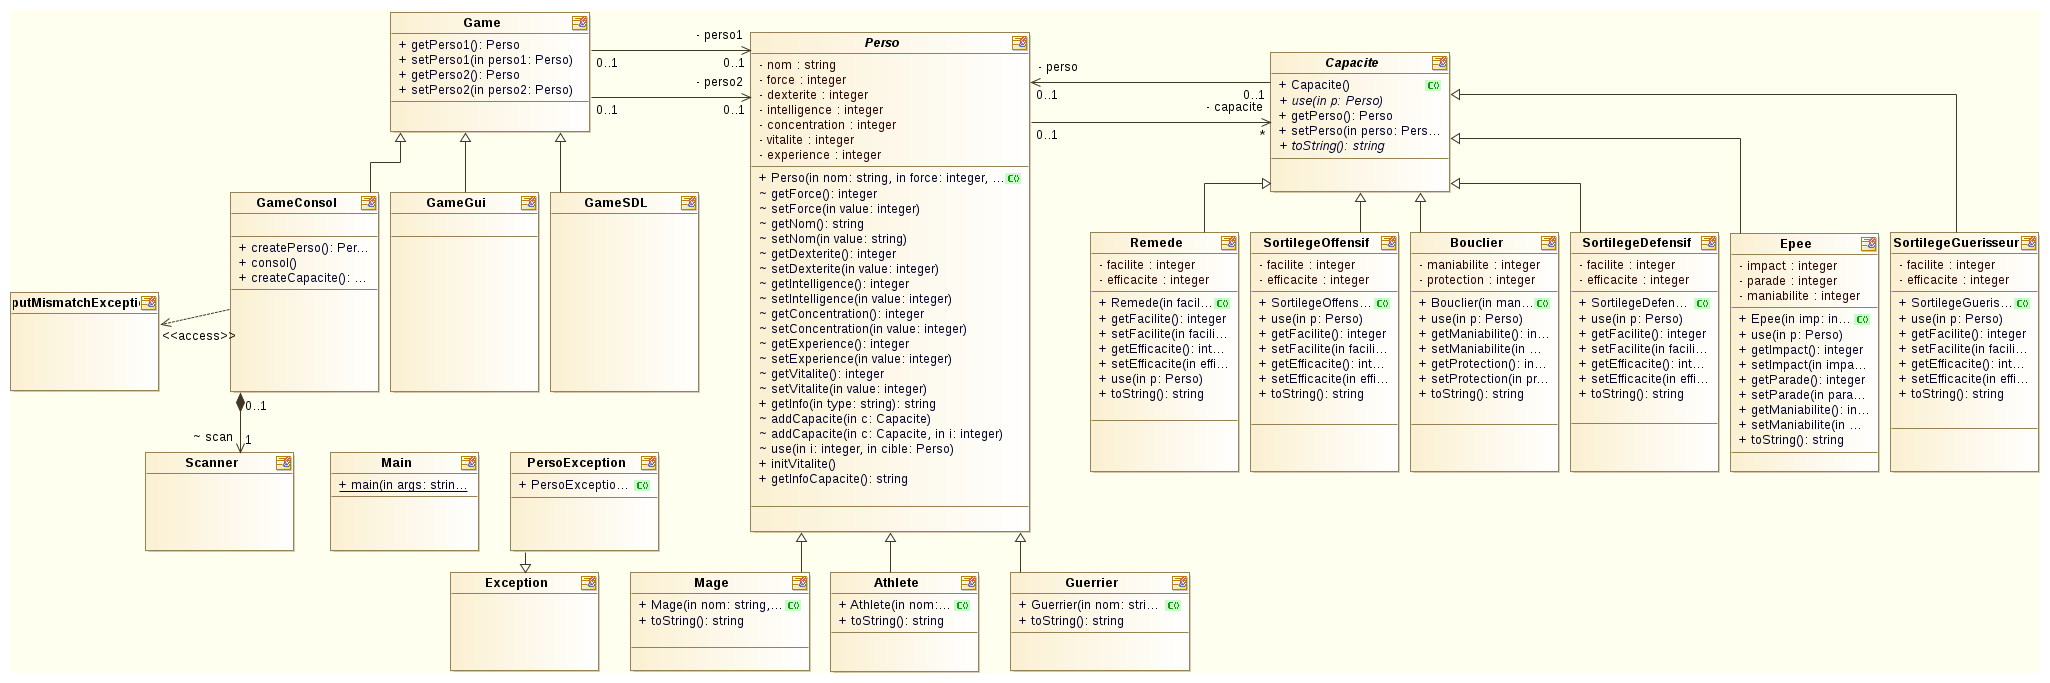 Game
+ getPerso1(): Perso
+ setPerso1(in perso1: Perso)
+ getPerso2(): Perso
+ setPerso2(in perso2: Perso)
- perso1
0..1
0..1
- perso2
0..1
0..1
Perso
- nom : string
- force : integer
- dexterite : integer
- intelligence : integer
- concentration : integer
- vitalite : integer
- experience : integer
+ Perso(in nom: string, in force: integer, ...
~ getForce(): integer
~ setForce(in value: integer)
~ getNom(): string
~ setNom(in value: string)
~ getDexterite(): integer
~ setDexterite(in value: integer)
~ getIntelligence(): integer
~ setIntelligence(in value: integer)
~ getConcentration(): integer
~ setConcentration(in value: integer)
~ getExperience(): integer
~ setExperience(in value: integer)
~ getVitalite(): integer
~ setVitalite(in value: integer)
+ getInfo(in type: string): string
~ addCapacite(in c: Capacite)
~ addCapacite(in c: Capacite, in i: integer)
~ use(in i: integer, in cible: Perso)
+ initVitalite()
+ getInfoCapacite(): string
- perso
0..1
0..1
- capacite
0..1
*
Capacite
+ Capacite()
+ use(in p: Perso)
+ getPerso(): Perso
+ setPerso(in perso: Pers...
+ toString(): string
GameConsol
+ createPerso(): Per...
+ consol()
+ createCapacite(): ...
GameGui
GameSDL
putMismatchExcepti
<<access>>
0..1
~ scan
1
Scanner
Main
+ main(in args: strin...
PersoException
+ PersoExceptio...
Exception
Mage
+ Mage(in nom: string,...
+ toString(): string
Athlete
+ Athlete(in nom:...
+ toString(): string
Guerrier
+ Guerrier(in nom: stri...
+ toString(): string
Remede
- facilite : integer
- efficacite : integer
+ Remede(in facil...
+ getFacilite(): integer
+ setFacilite(in facili...
+ getEfficacite(): int...
+ setEfficacite(in effi...
+ use(in p: Perso)
+ toString(): string
SortilegeOffensif
- facilite : integer
- efficacite : integer
+ SortilegeOffens...
+ use(in p: Perso)
+ getFacilite(): integer
+ setFacilite(in facili...
+ getEfficacite(): int...
+ setEfficacite(in effi...
+ toString(): string
Bouclier
- maniabilite : integer
- protection : integer
+ Bouclier(in man...
+ use(in p: Perso)
+ getManiabilite(): in...
+ setManiabilite(in ...
+ getProtection(): in...
+ setProtection(in pr...
+ toString(): string
SortilegeDefensif
- facilite : integer
- efficacite : integer
+ SortilegeDefen...
+ use(in p: Perso)
+ getFacilite(): integer
+ setFacilite(in facili...
+ getEfficacite(): int...
+ setEfficacite(in effi...
+ toString(): string
Epee
- impact : integer
- parade : integer
- maniabilite : integer
+ Epee(in imp: in...
+ use(in p: Perso)
+ getImpact(): integer
+ setImpact(in impa...
+ getParade(): integer
+ setParade(in para...
+ getManiabilite(): in...
+ setManiabilite(in ...
+ toString(): string
SortilegeGuerisseur
- facilite : integer
- efficacite : integer
+ SortilegeGueris...
+ use(in p: Perso)
+ getFacilite(): integer
+ setFacilite(in facili...
+ getEfficacite(): int...
+ setEfficacite(in effi...
+ toString(): string